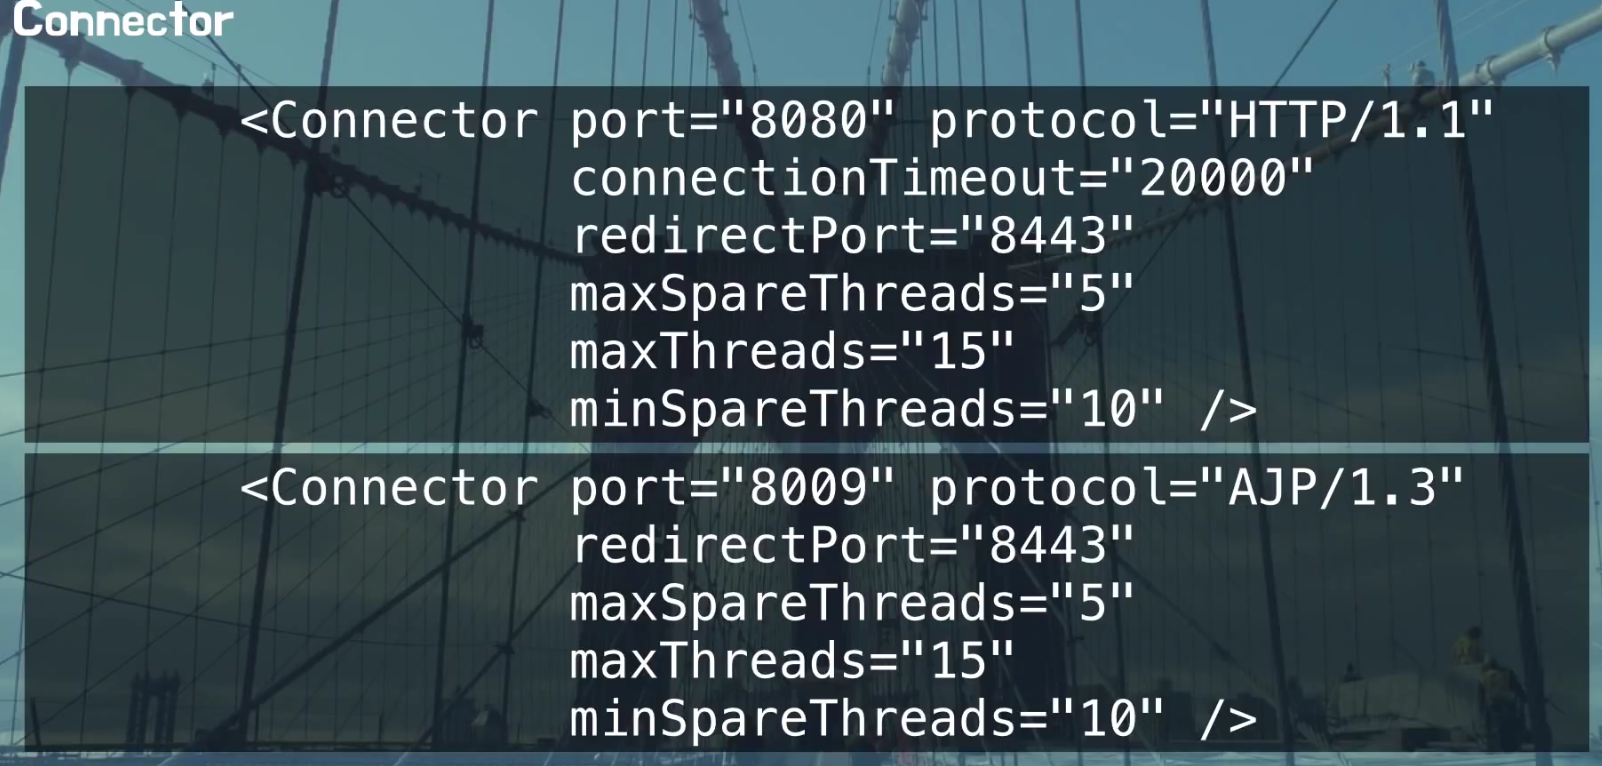 Connector
<Connector port="8080" protocol="HTTP/1.1"
connectionTimeout="20000"
redirectPort="8443"
maxSpareThreads="5"
maxThreads="15"
minSpareThreads="10" />
<Connector port="8009" protocol="AJP/1.3"
redirectPort="8443"
maxSpareThreads="5"
maxThreads="15"
minSpareThreads="10" />